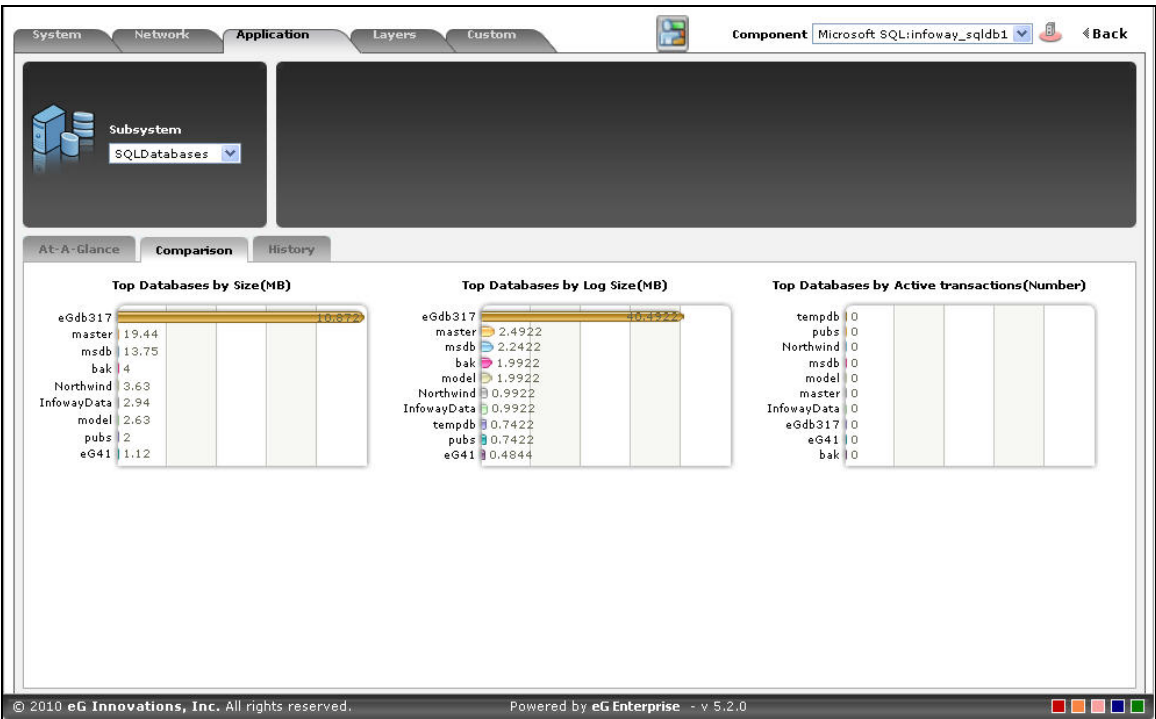 System Network Application Layers Custom Component Microsoft SQL:infoway_sqldb1 Back
Subsystem
SQLDatabases
At-A-Glance Comparison History
Top Databases by Size(MB)
eGdb317 10.872
master 19.44
msdb 13.75
bak 4
Northwind 3.63
InfowayData 2.94
model 2.63
pubs 2
eG41 1.12
Top Databases by Log Size(MB)
eGdb317 40.4922
master 2.4922
msdb 2.2422
bak 1.9922
model 1.9922
Northwind 0.9922
InfowayData 0.9922
tempdb 0.7422
pubs 0.7422
eG41 0.4844
Top Databases by Active transactions(Number)
tempdb 0
pubs 0
Northwind 0
msdb 0
model 0
master 0
InfowayData 0
eGdb317 0
eG41 0
bak 0
© 2010 eG Innovations, Inc. All rights reserved. Powered by eG Enterprise - v 5.2.0